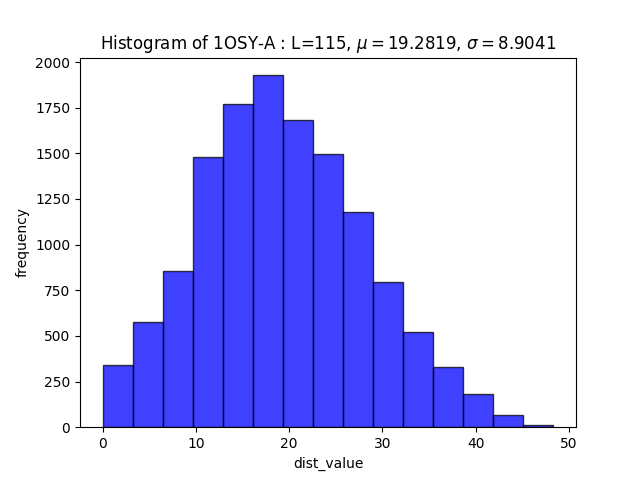 Histogram of 1OSY-A : L=115, μ = 19.2819, σ = 8.9041
2000
1750
1500
1250
1000
750
500
250
0
frequency
0 10 20 30 40 50
dist_value